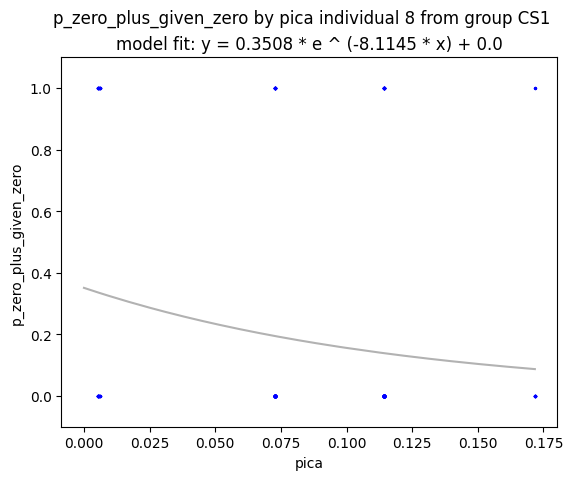 p_zero_plus_given_zero by pica individual 8 from group CS1
model fit: y = 0.3508 * e ^ (-8.1145 * x) + 0.0
1.0
0.8
0.6
0.4
0.2
0.0
p_zero_plus_given_zero
0.000 0.025 0.050 0.075 0.100 0.125 0.150 0.175
pica